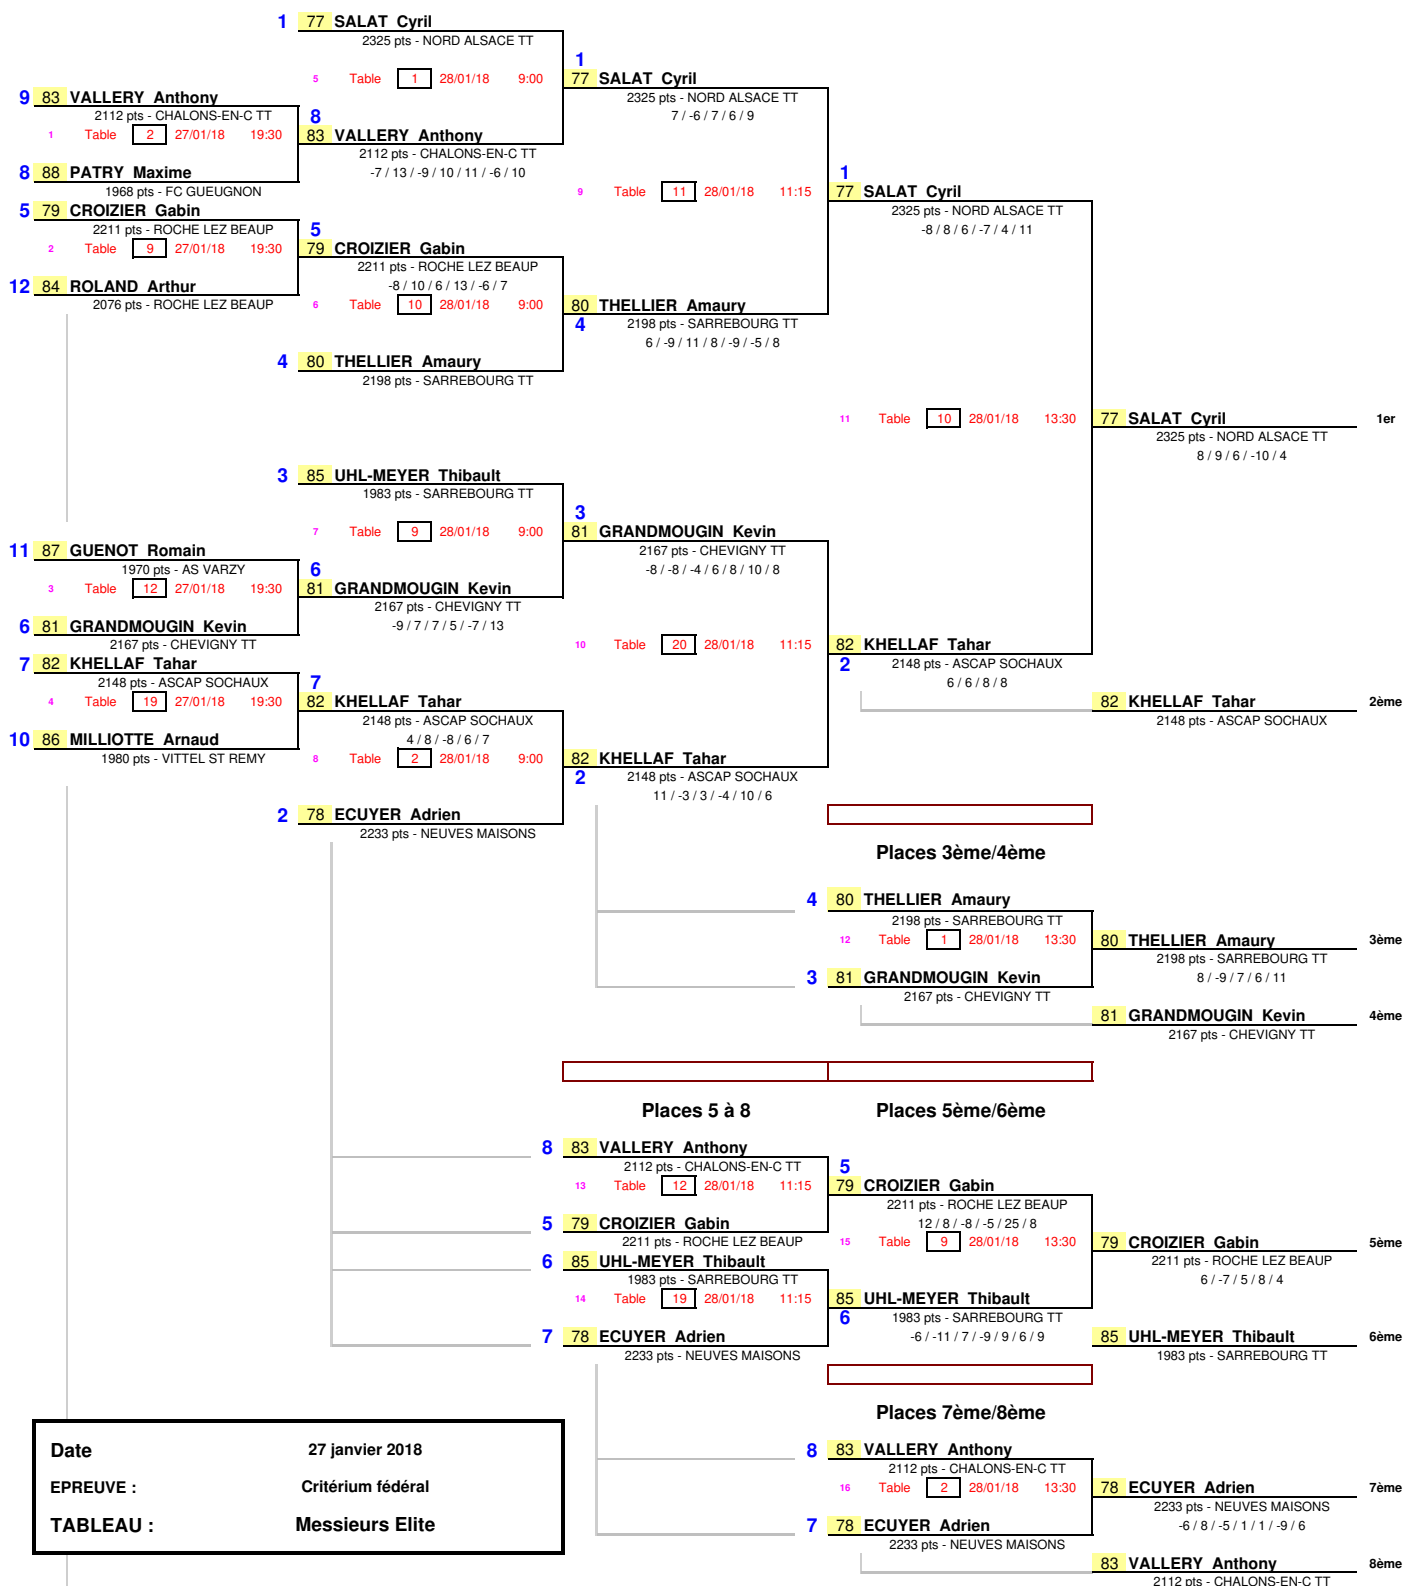 1 77 SALAT Cyril
2325 pts - NORD ALSACE TT
1
5 Table 1 28/01/18 9:00 77 SALAT Cyril
9 83 VALLERY Anthony 2325 pts - NORD ALSACE TT
2112 pts - CHALONS-EN-C TT 8 7 / -6 / 7 / 6 / 9
1 Table 2 27/01/18 19:30 83 VALLERY Anthony
2112 pts - CHALONS-EN-C TT
8 88 PATRY Maxime -7 / 13 / -9 / 10 / 11 / -6 / 10 1
1968 pts - FC GUEUGNON 9 Table 11 28/01/18 11:15 77 SALAT Cyril
5 79 CROIZIER Gabin 2325 pts - NORD ALSACE TT
2211 pts - ROCHE LEZ BEAUP 5 -8 / 8 / 6 / -7 / 4 / 11
2 Table 9 27/01/18 19:30 79 CROIZIER Gabin
2211 pts - ROCHE LEZ BEAUP
12 84 ROLAND Arthur -8 / 10 / 6 / 13 / -6 / 7
2076 pts - ROCHE LEZ BEAUP 6 Table 10 28/01/18 9:00 80 THELLIER Amaury
4 2198 pts - SARREBOURG TT
6 / -9 / 11 / 8 / -9 / -5 / 8
4 80 THELLIER Amaury
2198 pts - SARREBOURG TT
11 Table 10 28/01/18 13:30 77 SALAT Cyril 1er
2325 pts - NORD ALSACE TT
8 / 9 / 6 / -10 / 4
3 85 UHL-MEYER Thibault
1983 pts - SARREBOURG TT
3
7 Table 9 28/01/18 9:00 81 GRANDMOUGIN Kevin
11 87 GUENOT Romain 2167 pts - CHEVIGNY TT
1970 pts - AS VARZY 6 -8 / -8 / -4 / 6 / 8 / 10 / 8
3 Table 12 27/01/18 19:30 81 GRANDMOUGIN Kevin
2167 pts - CHEVIGNY TT
6 81 GRANDMOUGIN Kevin -9 / 7 / 7 / 5 / -7 / 13
2167 pts - CHEVIGNY TT 10 Table 20 28/01/18 11:15 82 KHELLAF Tahar
7 82 KHELLAF Tahar 2 2148 pts - ASCAP SOCHAUX
2148 pts - ASCAP SOCHAUX 7 6 / 6 / 8 / 8
4 Table 19 27/01/18 19:30 82 KHELLAF Tahar 82 KHELLAF Tahar 2ème
2148 pts - ASCAP SOCHAUX 2148 pts - ASCAP SOCHAUX
10 86 MILLIOTTE Arnaud 4 / 8 / -8 / 6 / 7
1980 pts - VITTEL ST REMY 8 Table 2 28/01/18 9:00 82 KHELLAF Tahar
2 2148 pts - ASCAP SOCHAUX
11 / -3 / 3 / -4 / 10 / 6
2 78 ECUYER Adrien
2233 pts - NEUVES MAISONS
Places 3ème/4ème
4 80 THELLIER Amaury
2198 pts - SARREBOURG TT
12 Table 1 28/01/18 13:30 80 THELLIER Amaury 3ème
2198 pts - SARREBOURG TT
3 81 GRANDMOUGIN Kevin 8 / -9 / 7 / 6 / 11
2167 pts - CHEVIGNY TT
81 GRANDMOUGIN Kevin 4ème
2167 pts - CHEVIGNY TT
Places 5 à 8 Places 5ème/6ème
8 83 VALLERY Anthony
2112 pts - CHALONS-EN-C TT 5
13 Table 12 28/01/18 11:15 79 CROIZIER Gabin
2211 pts - ROCHE LEZ BEAUP
5 79 CROIZIER Gabin 12 / 8 / -8 / -5 / 25 / 8
2211 pts - ROCHE LEZ BEAUP 15 Table 9 28/01/18 13:30 79 CROIZIER Gabin 5ème
6 85 UHL-MEYER Thibault 2211 pts - ROCHE LEZ BEAUP
1983 pts - SARREBOURG TT 6 / -7 / 5 / 8 / 4
14 Table 19 28/01/18 11:15 85 UHL-MEYER Thibault
6 1983 pts - SARREBOURG TT
7 78 ECUYER Adrien -6 / -11 / 7 / -9 / 9 / 6 / 9 85 UHL-MEYER Thibault 6ème
2233 pts - NEUVES MAISONS 1983 pts - SARREBOURG TT
Places 7ème/8ème
Date 27 janvier 2018
8 83 VALLERY Anthony
2112 pts - CHALONS-EN-C TT
EPREUVE : Critérium fédéral
16 Table 2 28/01/18 13:30 78 ECUYER Adrien 7ème
2233 pts - NEUVES MAISONS
TABLEAU : Messieurs Elite
7 78 ECUYER Adrien -6 / 8 / -5 / 1 / 1 / -9 / 6
2233 pts - NEUVES MAISONS
83 VALLERY Anthony 8ème
2112 pts - CHALONS-EN-C TT